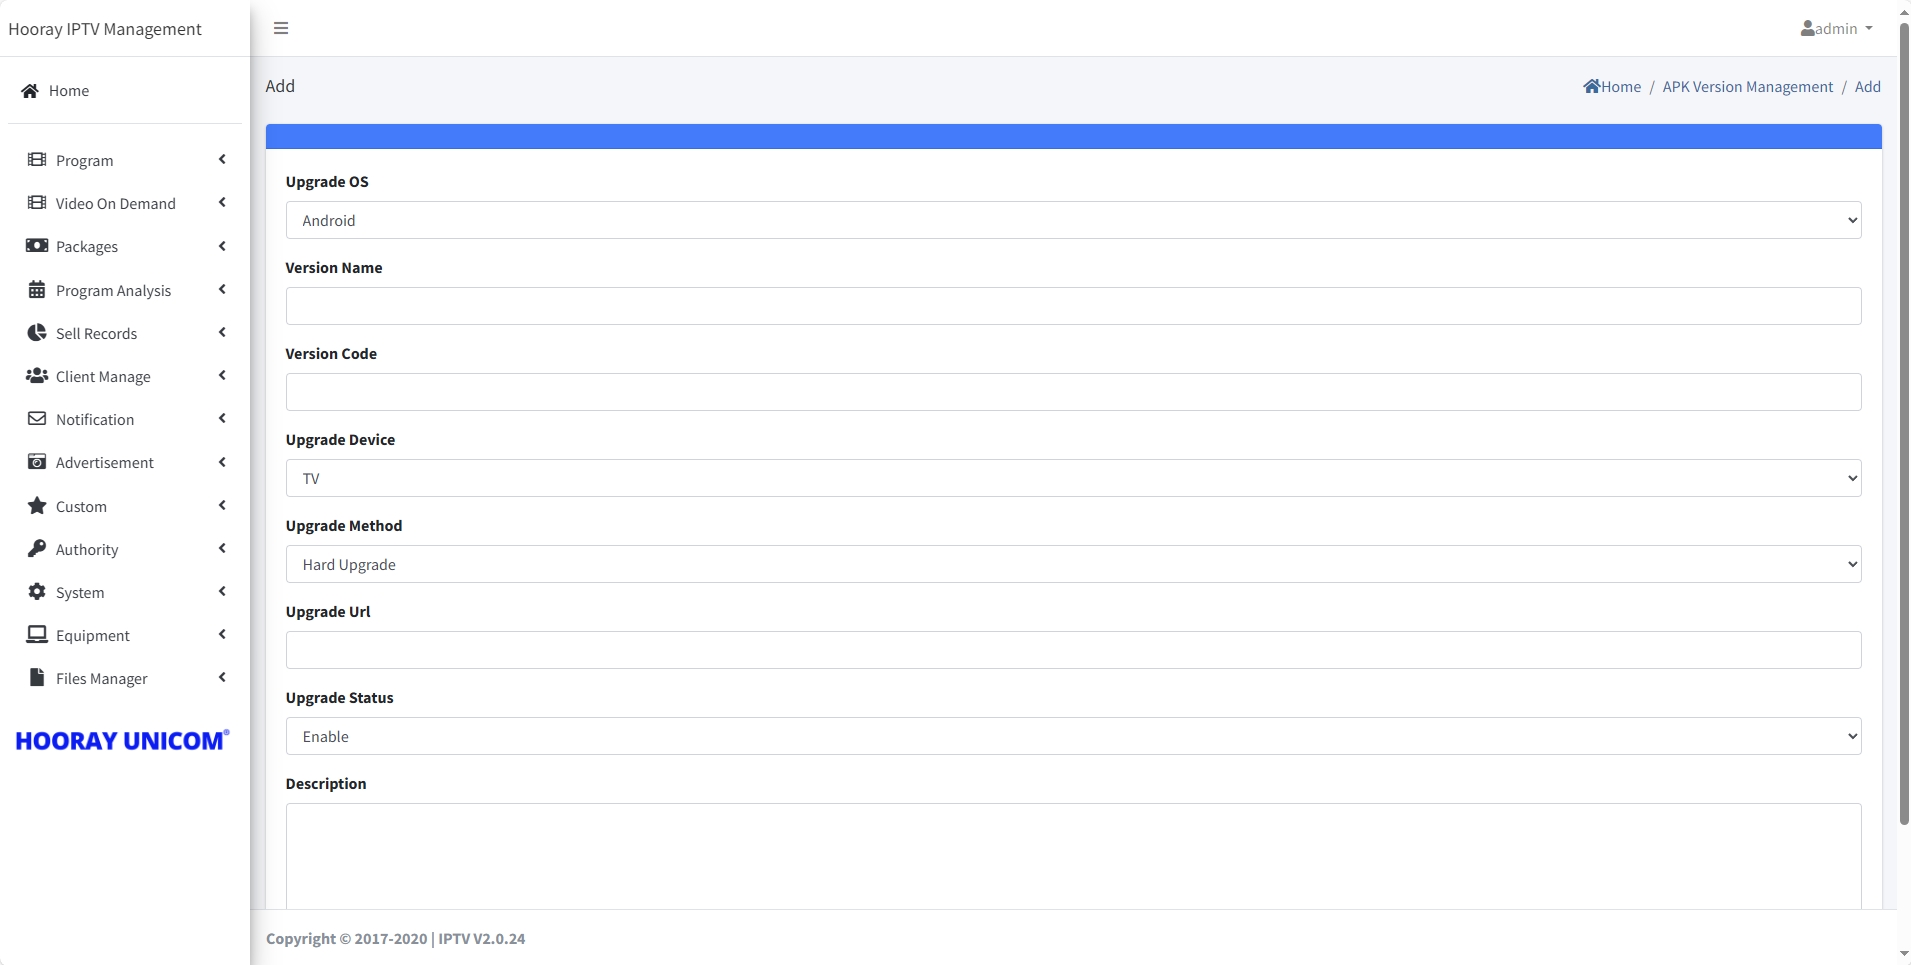 Hooray IPTV Management
admin
Home
Add
Home / APK Version Management / Add
Program
Video On Demand
Packages
Program Analysis
Sell Records
Client Manage
Notification
Advertisement
Custom
Authority
System
Equipment
Files Manager
HOORAY UNICOM®
Upgrade OS
Android
Version Name
Version Code
Upgrade Device
TV
Upgrade Method
Hard Upgrade
Upgrade Url
Upgrade Status
Enable
Description
Copyright © 2017-2020 | IPTV V2.0.24